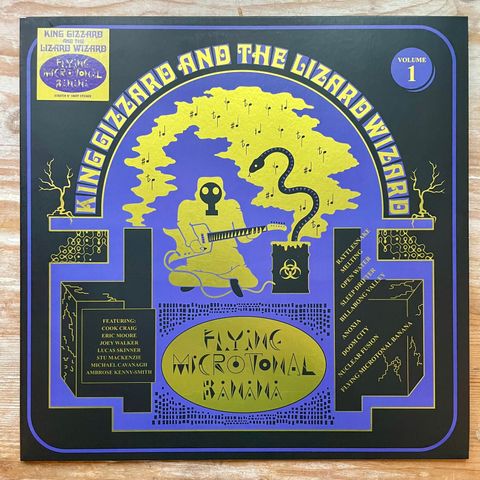 KING GIZZARD
AND THE
LIZARD WIZARD
FLYING
MICROTONAL
BANANA
KING GIZZARD AND THE LIZARD WIZARD
VOLUME
1
RATTLESNAKE
MELTING
OPEN WATER
SLEEP DRIFTER
BILLABONG VALLEY
ANOXIA
DOOM CITY
NUCLEAR FUSION
FLYING MICROTONAL BANANA
FEATURING:
COOK CRAIG
ERIC MOORE
JOEY WALKER
LUCAS SKINNER
STU MACKENZIE
MICHAEL CAVANAGH
AMBROSE KENNY-SMITH
FLYING
MICROTONAL
BANANA